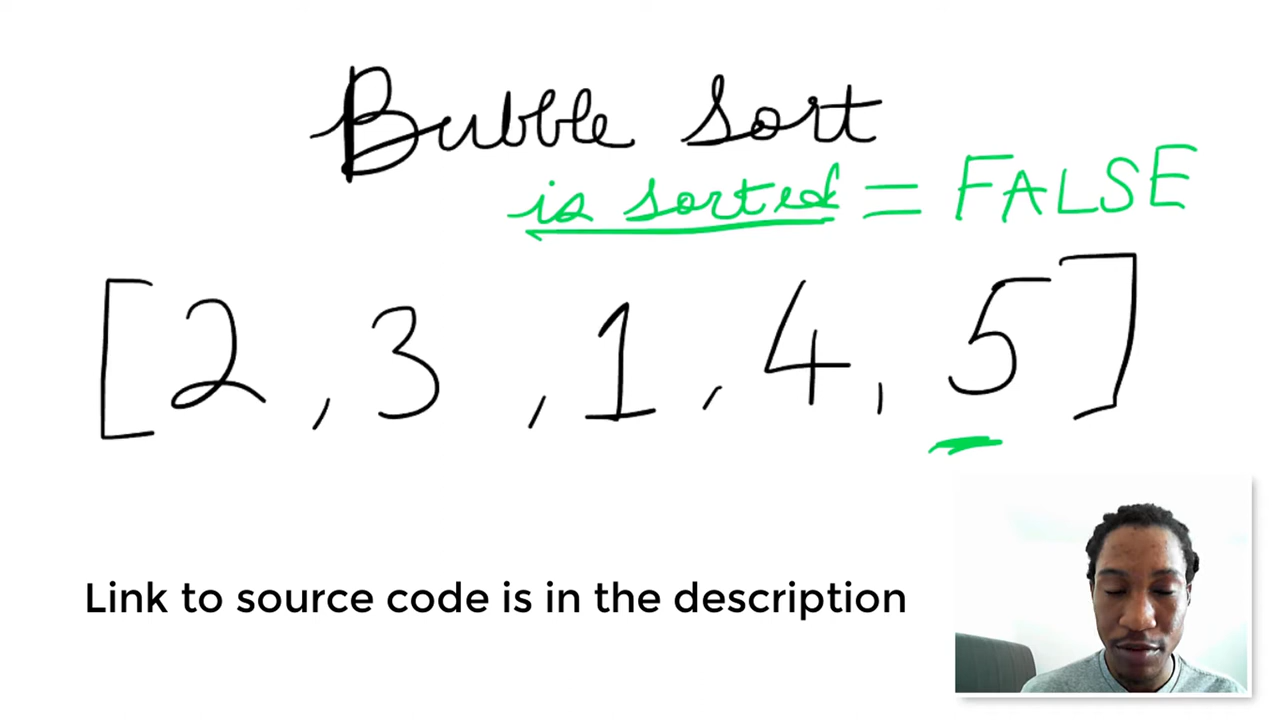 Bubble Sort
is sorted = FALSE
[2, 3, 1, 4, 5]
Link to source code is in the description